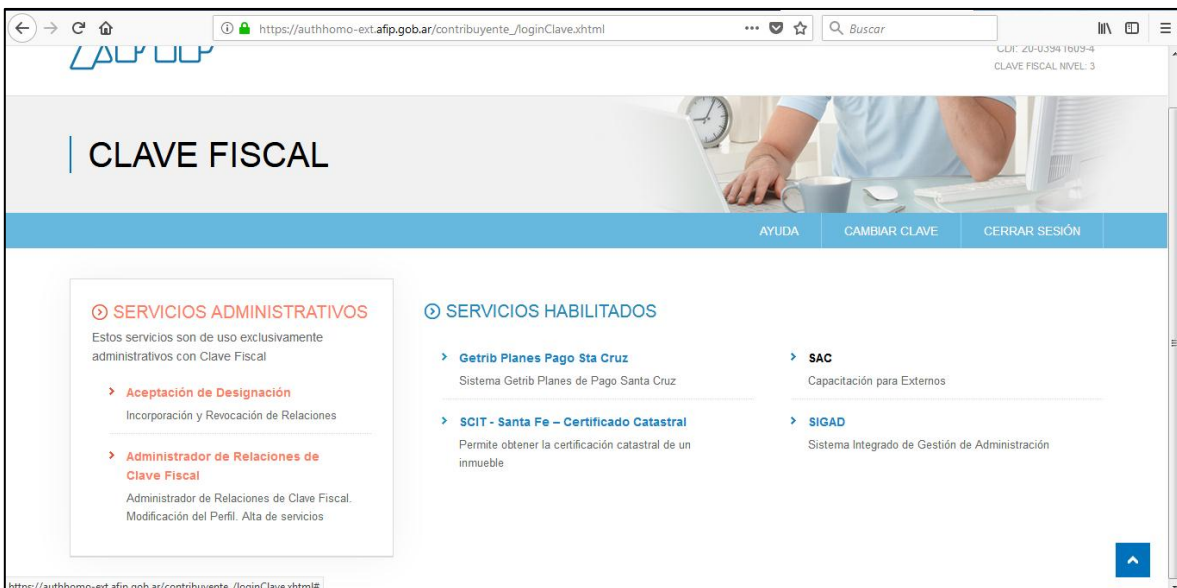 https://authhomo-ext.afip.gob.ar/contribuyente_/loginClave.xhtml
Buscar
AFIP
CDI: 20-03941609-4
CLAVE FISCAL NIVEL: 3
CLAVE FISCAL
AYUDA
CAMBIAR CLAVE
CERRAR SESIÓN
SERVICIOS ADMINISTRATIVOS
Estos servicios son de uso exclusivamente
administrativos con Clave Fiscal
Aceptación de Designación
Incorporación y Revocación de Relaciones
Administrador de Relaciones de
Clave Fiscal
Administrador de Relaciones de Clave Fiscal.
Modificación del Perfil. Alta de servicios
SERVICIOS HABILITADOS
Getrib Planes Pago Sta Cruz
Sistema Getrib Planes de Pago Santa Cruz
SCIT - Santa Fe – Certificado Catastral
Permite obtener la certificación catastral de un
inmueble
SAC
Capacitación para Externos
SIGAD
Sistema Integrado de Gestión de Administración
https://authhomo-ext.afip.gob.ar/contribuyente_/loginClave.xhtml#